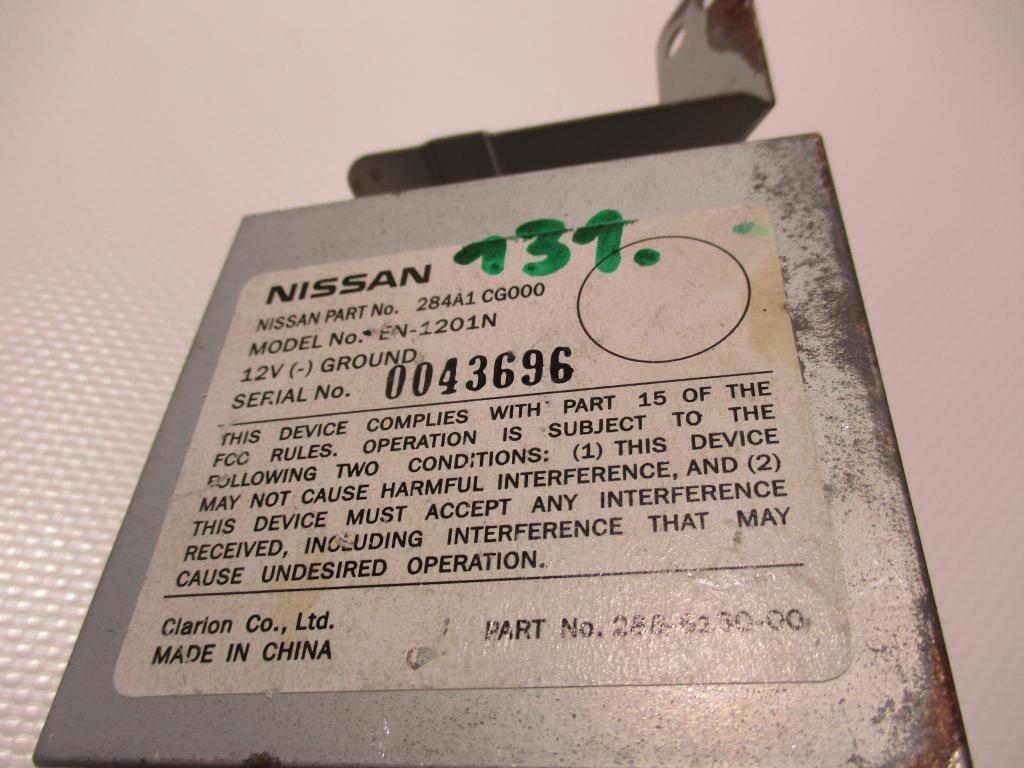 939.
NISSAN
NISSAN PART No. 284A1 CG000
MODEL No. EN-1201N
12V (-) GROUND
SERIAL No. 0043696
THIS DEVICE COMPLIES WITH PART 15 OF THE
FCC RULES. OPERATION IS SUBJECT TO THE
FOLLOWING TWO CONDITIONS: (1) THIS DEVICE
MAY NOT CAUSE HARMFUL INTERFERENCE, AND (2)
THIS DEVICE MUST ACCEPT ANY INTERFERENCE
RECEIVED, INCLUDING INTERFERENCE THAT MAY
CAUSE UNDESIRED OPERATION.
Clarion Co., Ltd.
MADE IN CHINA
PART No.